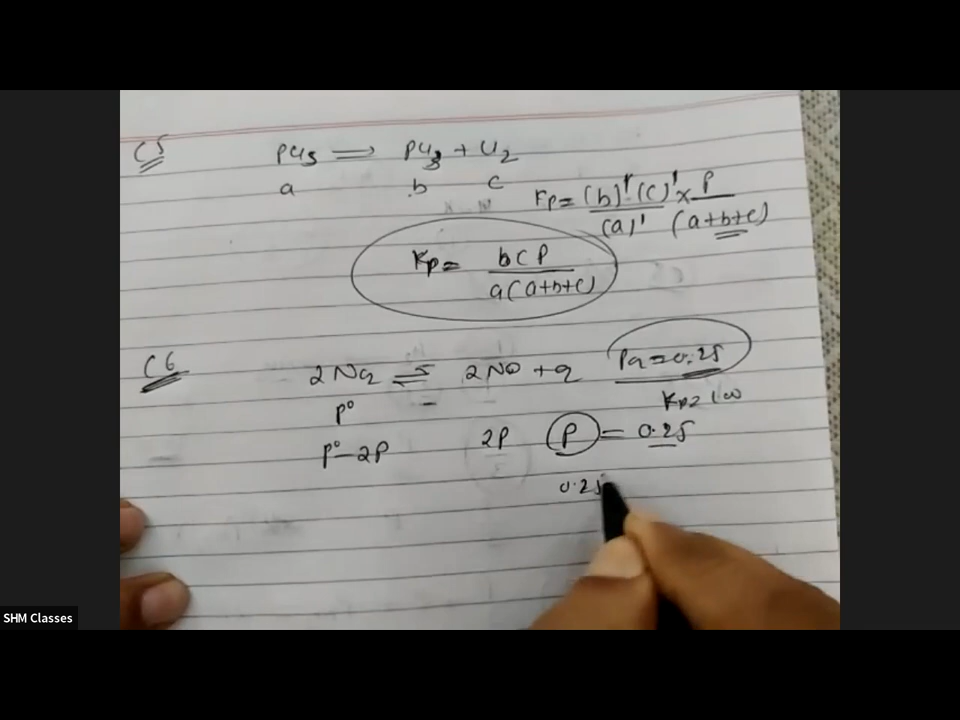 C5
PCl5 ⇌ PCl3 + Cl2
a b c
Kp = (b)¹ (c)¹ / (a)¹ × P / (a+b+c)
Kp = bCP / a(a+b+c)
C6
2NO2 ⇌ 2NO + O2
= 0.25
Kp = 100
P°
P°-2P 2P P = 0.25
0.25
SHM Classes